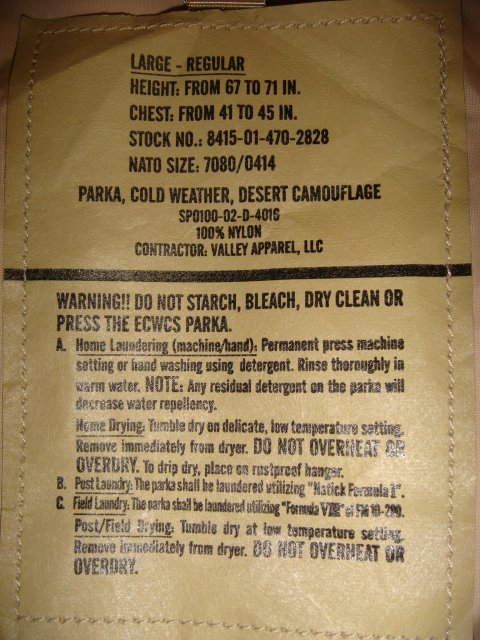 LARGE - REGULAR
HEIGHT: FROM 67 TO 71 IN.
CHEST: FROM 41 TO 45 IN.
STOCK NO.: 8415-01-470-2828
NATO SIZE: 7080/0414
PARKA, COLD WEATHER, DESERT CAMOUFLAGE
SP0100-02-D-4016
100% NYLON
CONTRACTOR: VALLEY APPAREL, LLC
WARNING!! DO NOT STARCH, BLEACH, DRY CLEAN OR
PRESS THE ECWCS PARKA.
A. Home Laundering (machine/hand): Permanent press machine
setting or hand washing using detergent. Rinse thoroughly in
warm water. NOTE: Any residual detergent on the parka will
decrease water repellency.
Home Drying: Tumble dry on delicate, low temperature setting.
Remove immediately from dryer. DO NOT OVERHEAT OR
OVERDRY. To drip dry, place on rustproof hanger.
B. Post Laundry: The parka shall be laundered utilizing "Natick Formula I".
C. Field Laundry: The parka shall be laundered utilizing "Formula VIII" of FM 10-280.
Post/Field Drying: Tumble dry at low temperature setting.
Remove immediately from dryer. DO NOT OVERHEAT OR
OVERDRY.